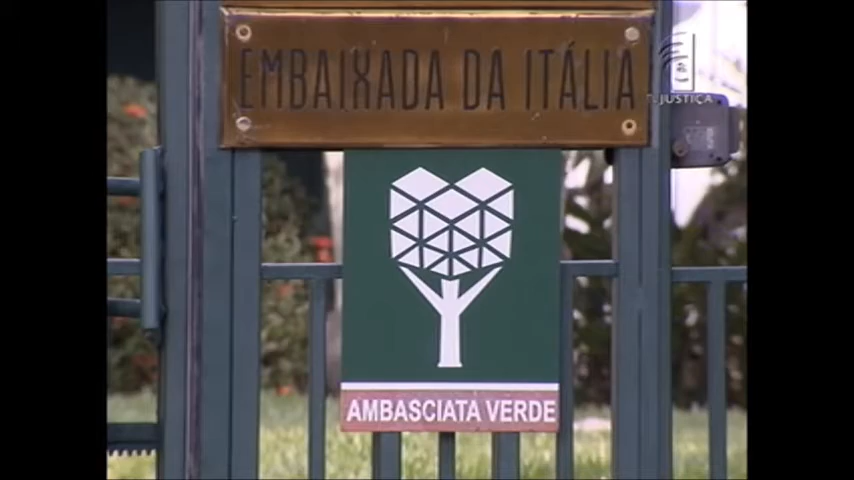 EMBAIXADA DA ITÁLIA
TV JUSTIÇA
AMBASCIATA VERDE